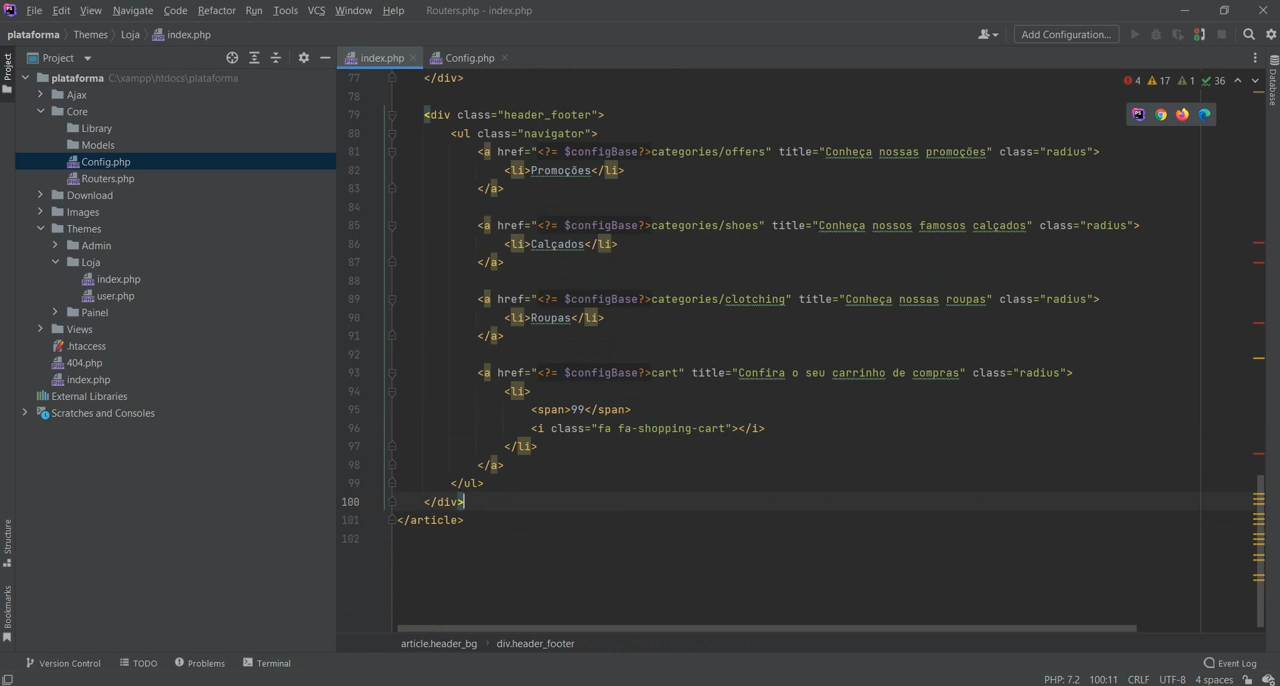 File Edit View Navigate Code Refactor Run Tools VCS Window Help Routers.php - index.php
plataforma Themes Loja index.php Add Configuration...
Project
Project
plataforma C:\xampp\htdocs\plataforma
Ajax
Core
Library
Models
Config.php
Routers.php
Download
Images
Themes
Admin
Loja
index.php
user.php
Painel
Views
.htaccess
404.php
index.php
External Libraries
Scratches and Consoles
Structure
Bookmarks
index.php Config.php
4 17 1 36
Database
77 </div>
78
79 <div class="header_footer">
80 <ul class="navigator">
81 <a href="<?= $configBase?>categories/offers" title="Conheça nossas promoções" class="radius">
82 <li>Promoções</li>
83 </a>
84
85 <a href="<?= $configBase?>categories/shoes" title="Conheça nossos famosos calçados" class="radius">
86 <li>Calçados</li>
87 </a>
88
89 <a href="<?= $configBase?>categories/clotching" title="Conheça nossas roupas" class="radius">
90 <li>Roupas</li>
91 </a>
92
93 <a href="<?= $configBase?>cart" title="Confira o seu carrinho de compras" class="radius">
94 <li>
95 <span>99</span>
96 <i class="fa fa-shopping-cart"></i>
97 </li>
98 </a>
99 </ul>
100 </div>
101 </article>
102
article.header_bg div.header_footer
Version Control TODO Problems Terminal Event Log
PHP: 7.2 100:11 CRLF UTF-8 4 spaces